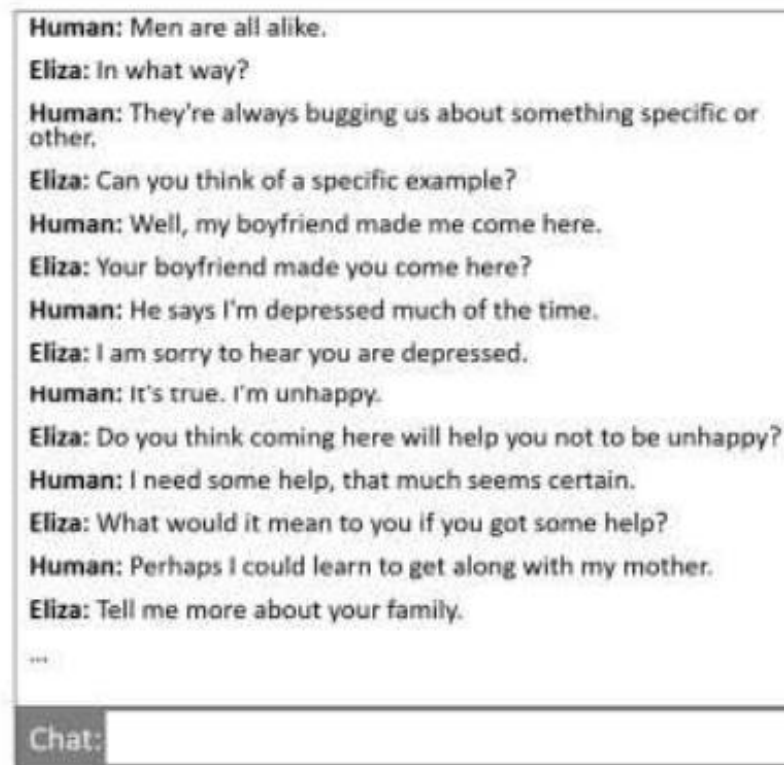 Human: Men are all alike.
Eliza: In what way?
Human: They're always bugging us about something specific or
other.
Eliza: Can you think of a specific example?
Human: Well, my boyfriend made me come here.
Eliza: Your boyfriend made you come here?
Human: He says I'm depressed much of the time.
Eliza: I am sorry to hear you are depressed.
Human: It's true. I'm unhappy.
Eliza: Do you think coming here will help you not to be unhappy?
Human: I need some help, that much seems certain.
Eliza: What would it mean to you if you got some help?
Human: Perhaps I could learn to get along with my mother.
Eliza: Tell me more about your family.
...
Chat: